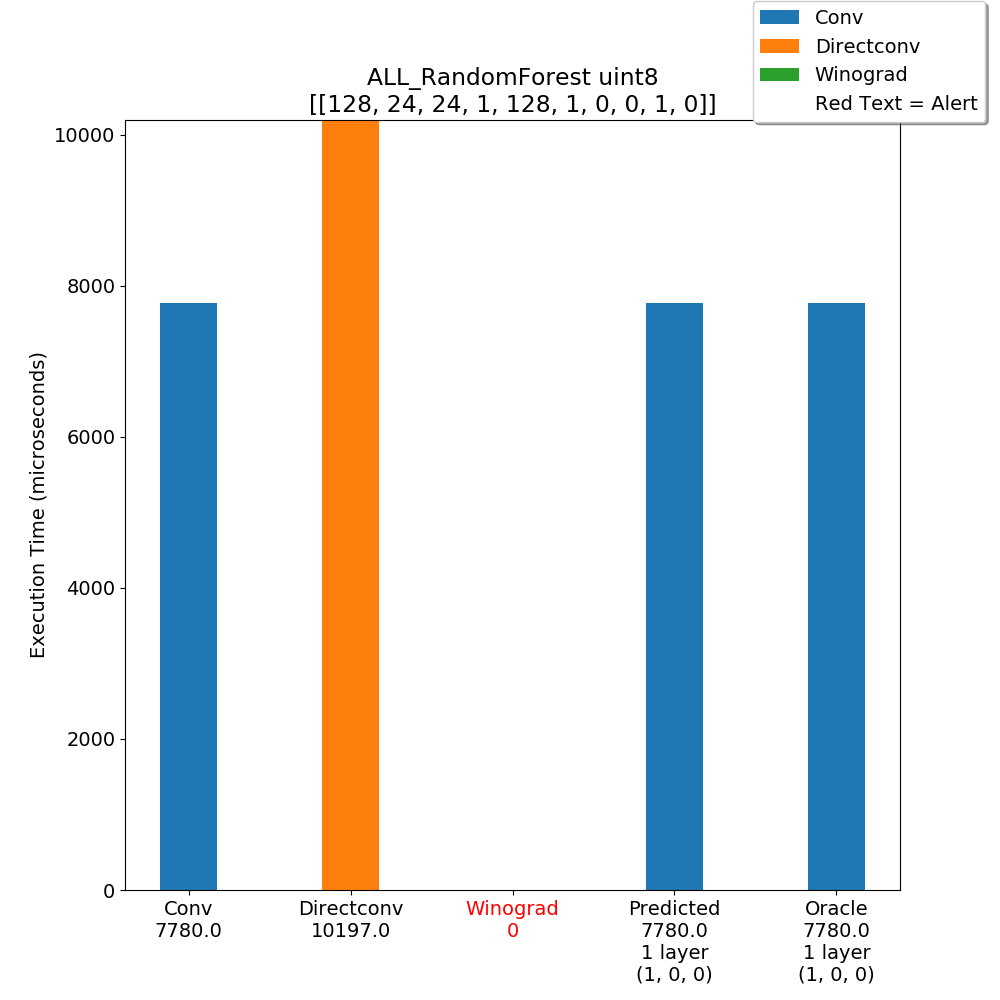 Conv
Directconv
Winograd
Red Text = Alert
ALL_RandomForest uint8
[[128, 24, 24, 1, 128, 1, 0, 0, 1, 0]]
Execution Time (microseconds)
10000
8000
6000
4000
2000
0
Conv
7780.0
Directconv
10197.0
Winograd
0
Predicted
7780.0
1 layer
(1, 0, 0)
Oracle
7780.0
1 layer
(1, 0, 0)